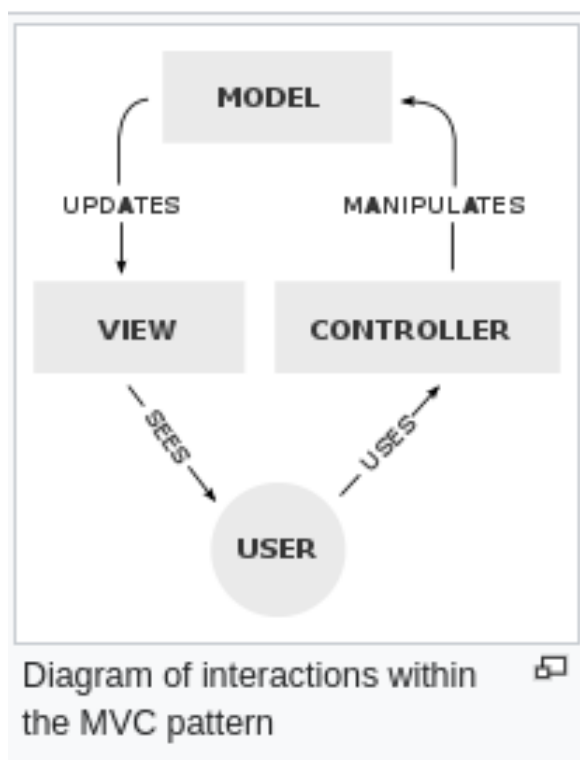 MODEL
UPDATES
MANIPULATES
VIEW
CONTROLLER
SEES
USES
USER
Diagram of interactions within
the MVC pattern